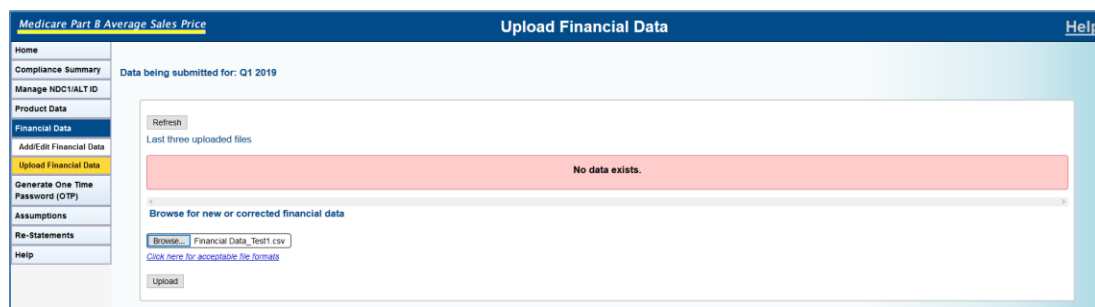 Medicare Part B Average Sales Price
Upload Financial Data
Help
Home
Compliance Summary
Manage NDC1/ALT ID
Product Data
Financial Data
Add/Edit Financial Data
Upload Financial Data
Generate One Time
Password (OTP)
Assumptions
Re-Statements
Help
Data being submitted for: Q1 2019
Refresh
Last three uploaded files
No data exists.
Browse for new or corrected financial data
Browse... Financial Data_Test1.csv
Click here for acceptable file formats
Upload